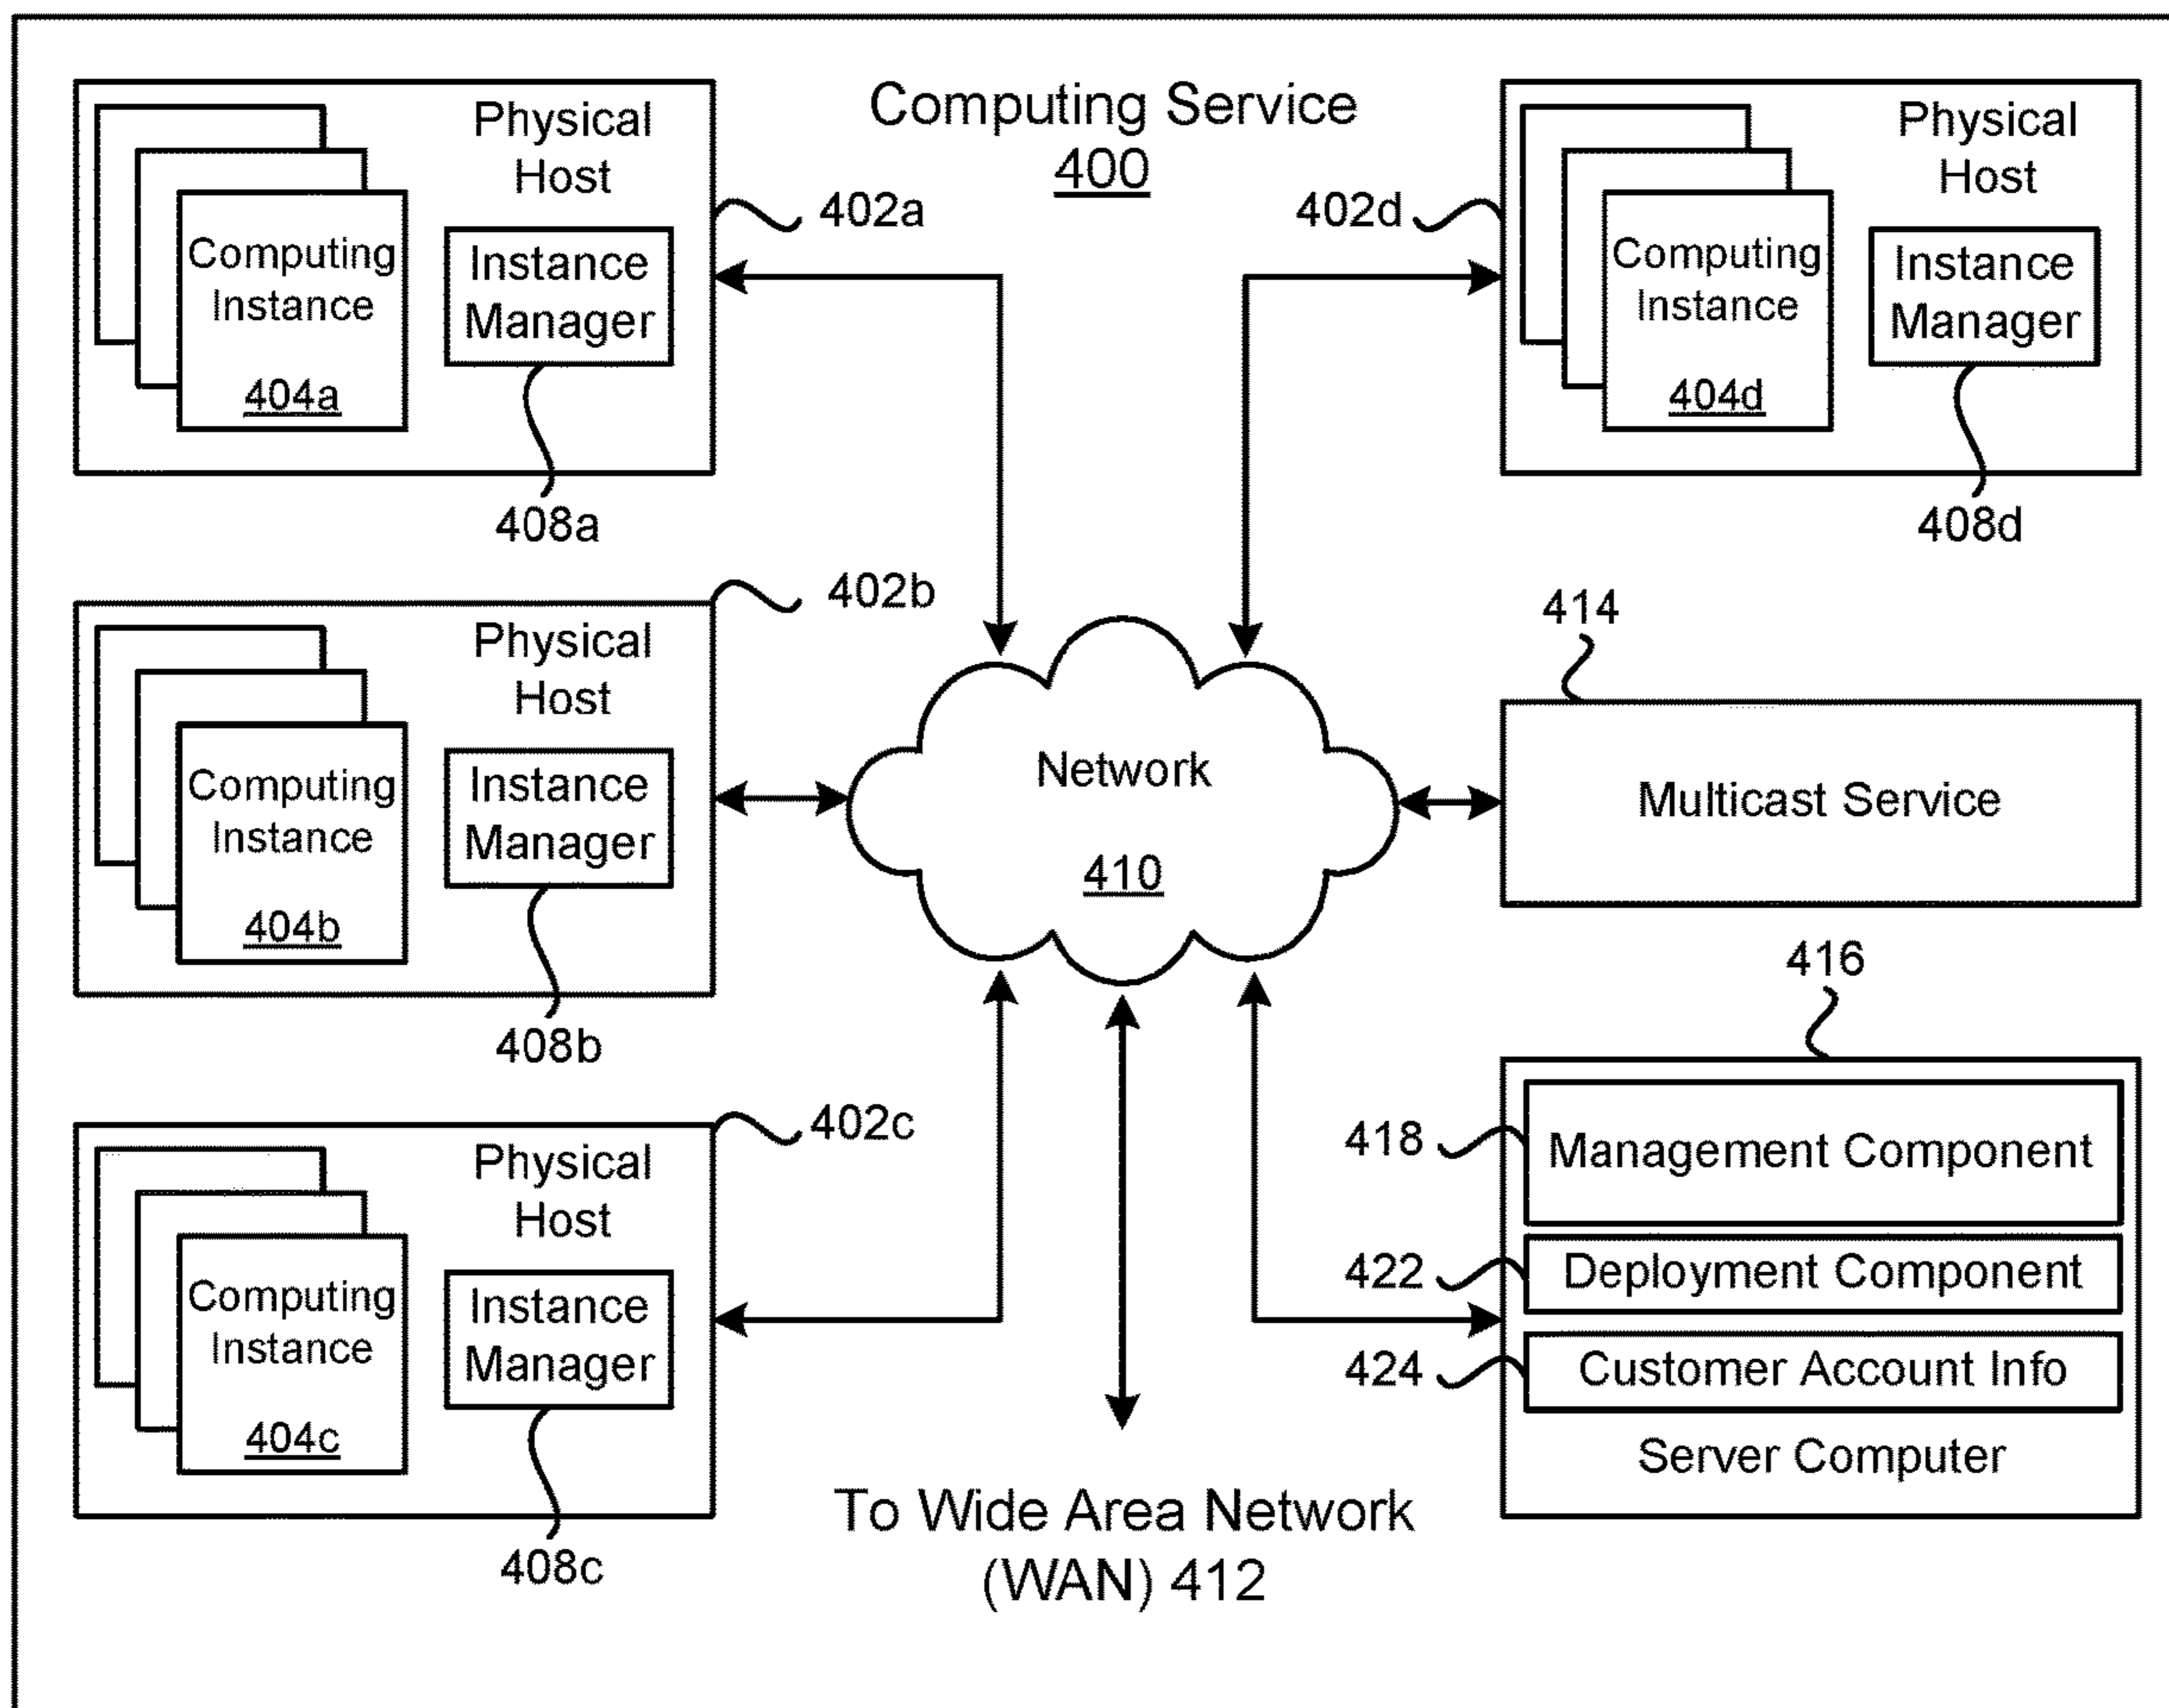 Computing Service
400
Physical
Host
402a
Computing
Instance
404a
Instance
Manager
408a
Physical
Host
402d
Computing
Instance
404d
Instance
Manager
408d
Physical
Host
402b
Computing
Instance
404b
Instance
Manager
408b
Network
410
414
Multicast Service
Physical
Host
402c
Computing
Instance
404c
Instance
Manager
408c
416
418
Management Component
422
Deployment Component
424
Customer Account Info
Server Computer
To Wide Area Network
(WAN) 412